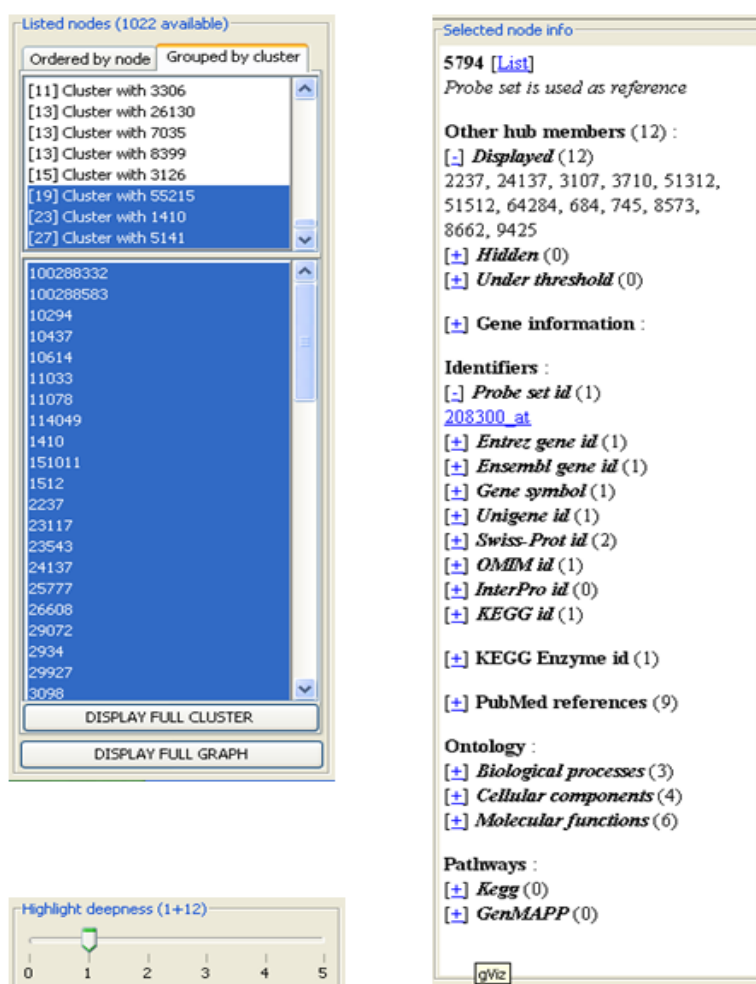 Listed nodes (1022 available)
Ordered by node Grouped by cluster
[11] Cluster with 3306
[13] Cluster with 26130
[13] Cluster with 7035
[13] Cluster with 8399
[15] Cluster with 3126
[19] Cluster with 55215
[23] Cluster with 1410
[27] Cluster with 5141
100288332
100288583
10294
10437
10614
11033
11078
114049
1410
151011
1512
2237
23117
23543
24137
25777
26608
29072
2934
29927
3098
DISPLAY FULL CLUSTER
DISPLAY FULL GRAPH
Highlight deepness (1+12)
0 1 2 3 4 5
Selected node info
5794 [List]
Probe set is used as reference
Other hub members (12) :
[-] Displayed (12)
2237, 24137, 3107, 3710, 51312,
51512, 64284, 684, 745, 8573,
8662, 9425
[+] Hidden (0)
[+] Under threshold (0)
[+] Gene information :
Identifiers :
[-] Probe set id (1)
208300_at
[+] Entrez gene id (1)
[+] Ensembl gene id (1)
[+] Gene symbol (1)
[+] Unigene id (1)
[+] Swiss-Prot id (2)
[+] OMIM id (1)
[+] InterPro id (0)
[+] KEGG id (1)
[+] KEGG Enzyme id (1)
[+] PubMed references (9)
Ontology :
[+] Biological processes (3)
[+] Cellular components (4)
[+] Molecular functions (6)
Pathways :
[+] Kegg (0)
[+] GenMAPP (0)
gViz